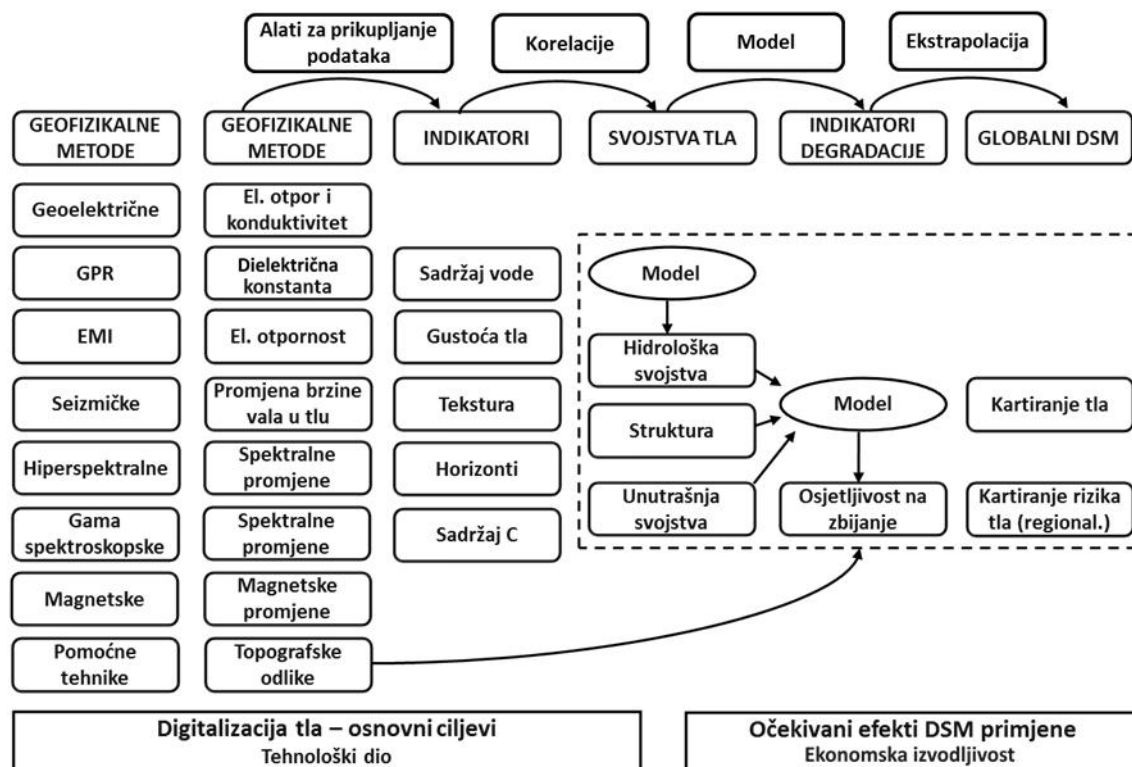 Alati za prikupljanje
podataka
Korelacije
Model
Ekstrapolacija
GEOFIZIKALNE
METODE
GEOFIZIKALNE
METODE
INDIKATORI
SVOJSTVA TLA
INDIKATORI
DEGRADACIJE
GLOBALNI DSM
Geoelektrične
El. otpor i
konduktivitet
GPR
Dielektrična
konstanta
Sadržaj vode
Model
EMI
El. otpornost
Gustoća tla
Hidrološka
svojstva
Seizmičke
Promjena brzine
vala u tlu
Tekstura
Struktura
Model
Kartiranje tla
Hiperspektralne
Spektralne
promjene
Horizonti
Unutrašnja
svojstva
Osjetljivost na
zbijanje
Kartiranje rizika
tla (regional.)
Gama
spektroskopske
Spektralne
promjene
Sadržaj C
Magnetske
Magnetske
promjene
Pomoćne
tehnike
Topografske
odlike
Digitalizacija tla – osnovni ciljevi
Tehnološki dio
Očekivani efekti DSM primjene
Ekonomska izvodljivost